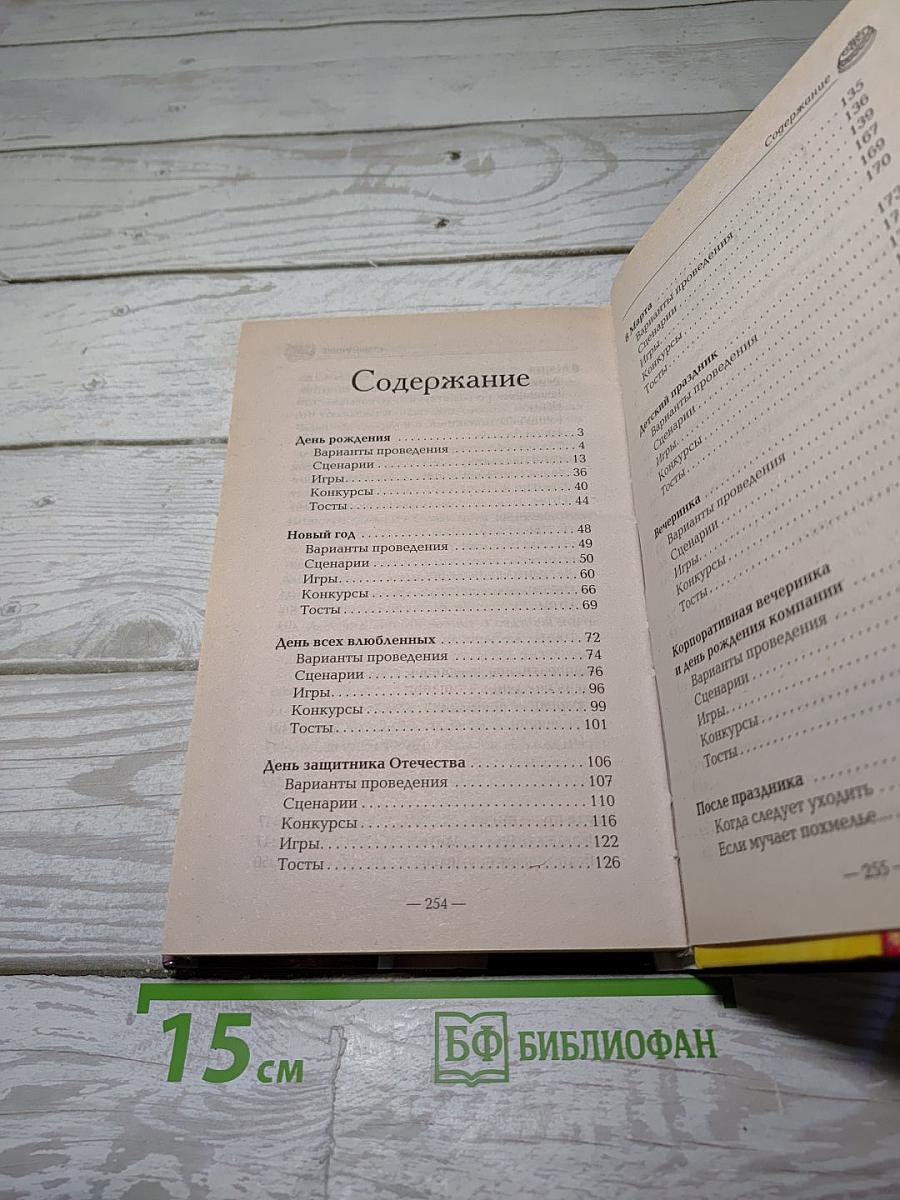 Содержание
День рождения ........ 3
Варианты проведения ........ 4
Сценарии ........ 13
Игры ........ 36
Конкурсы ........ 40
Тосты ........ 44
Новый год ........ 48
Варианты проведения ........ 49
Сценарии ........ 50
Игры ........ 60
Конкурсы ........ 66
Тосты ........ 69
День всех влюбленных ........ 72
Варианты проведения ........ 74
Сценарии ........ 76
Игры ........ 96
Конкурсы ........ 99
Тосты ........ 101
День защитника Отечества ........ 106
Варианты проведения ........ 107
Сценарии ........ 110
Конкурсы ........ 116
Игры ........ 122
Тосты ........ 126
— 254 —
Содержание
8 Марта ........ 135
Варианты проведения ........ 136
Сценарии ........ 139
Игры ........ 167
Конкурсы ........ 169
Тосты ........ 170
Детский праздник ........ 173
Варианты проведения
Сценарии
Игры
Конкурсы
Тосты
Вечеринка
Варианты проведения
Сценарии
Игры
Конкурсы
Тосты
Корпоративная вечеринка
и день рождения компании
Варианты проведения
Сценарии
Игры
Конкурсы
Тосты
После праздника
Когда следует уходить
Если мучает похмелье
— 255 —
15 см
БФ БИБЛИОФАН